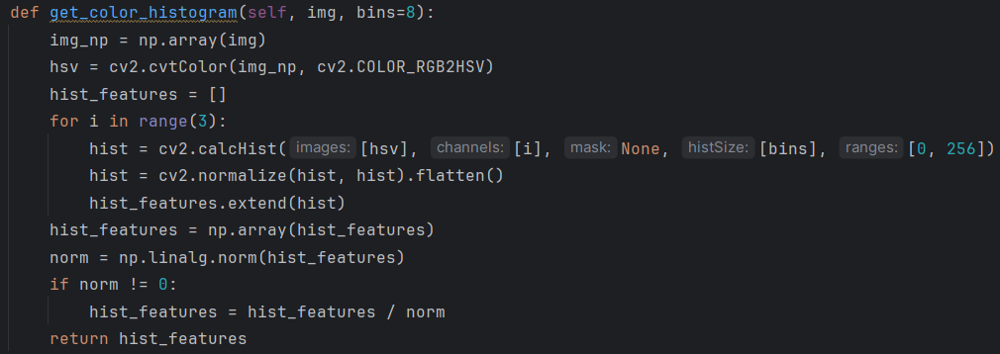 def get_color_histogram(self, img, bins=8):
    img_np = np.array(img)
    hsv = cv2.cvtColor(img_np, cv2.COLOR_RGB2HSV)
    hist_features = []
    for i in range(3):
        hist = cv2.calcHist( images: [hsv],  channels: [i],  mask: None,  histSize: [bins],  ranges: [0, 256])
        hist = cv2.normalize(hist, hist).flatten()
        hist_features.extend(hist)
    hist_features = np.array(hist_features)
    norm = np.linalg.norm(hist_features)
    if norm != 0:
        hist_features = hist_features / norm
    return hist_features